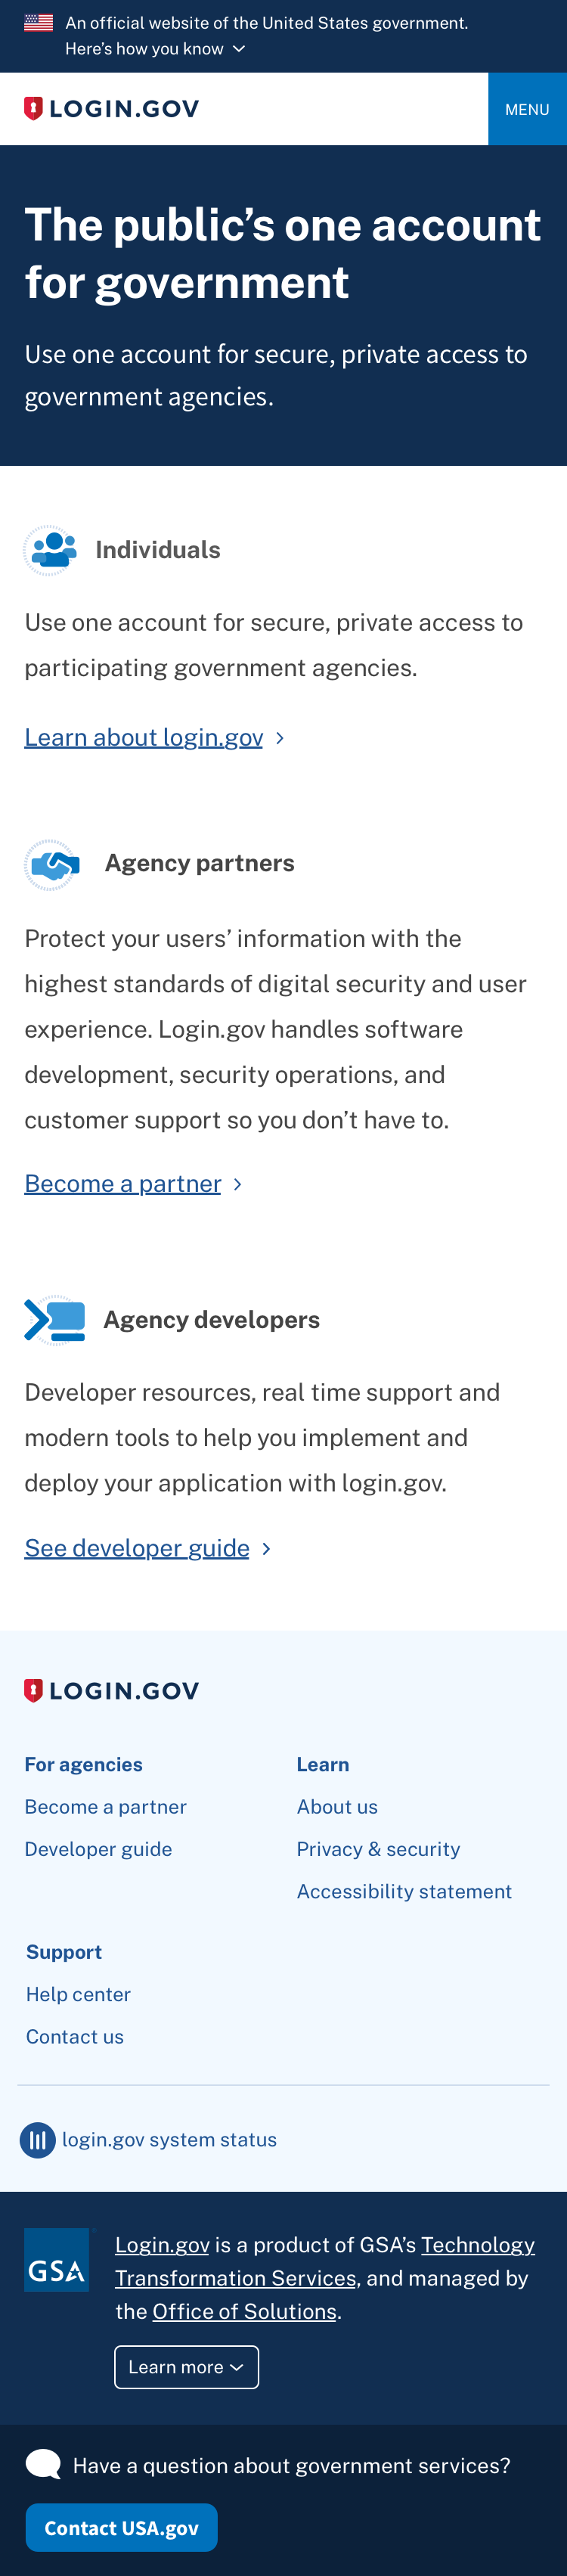 An official website of the United States government.
Here’s how you know
LOGIN.GOV
MENU
The public’s one account
for government
Use one account for secure, private access to
government agencies.
Individuals
Use one account for secure, private access to
participating government agencies.
Learn about login.gov
Agency partners
Protect your users’ information with the
highest standards of digital security and user
experience. Login.gov handles software
development, security operations, and
customer support so you don’t have to.
Become a partner
Agency developers
Developer resources, real time support and
modern tools to help you implement and
deploy your application with login.gov.
See developer guide
LOGIN.GOV
For agencies
Become a partner
Developer guide
Learn
About us
Privacy & security
Accessibility statement
Support
Help center
Contact us
login.gov system status
GSA
Login.gov is a product of GSA’s Technology
Transformation Services, and managed by
the Office of Solutions.
Learn more
Have a question about government services?
Contact USA.gov